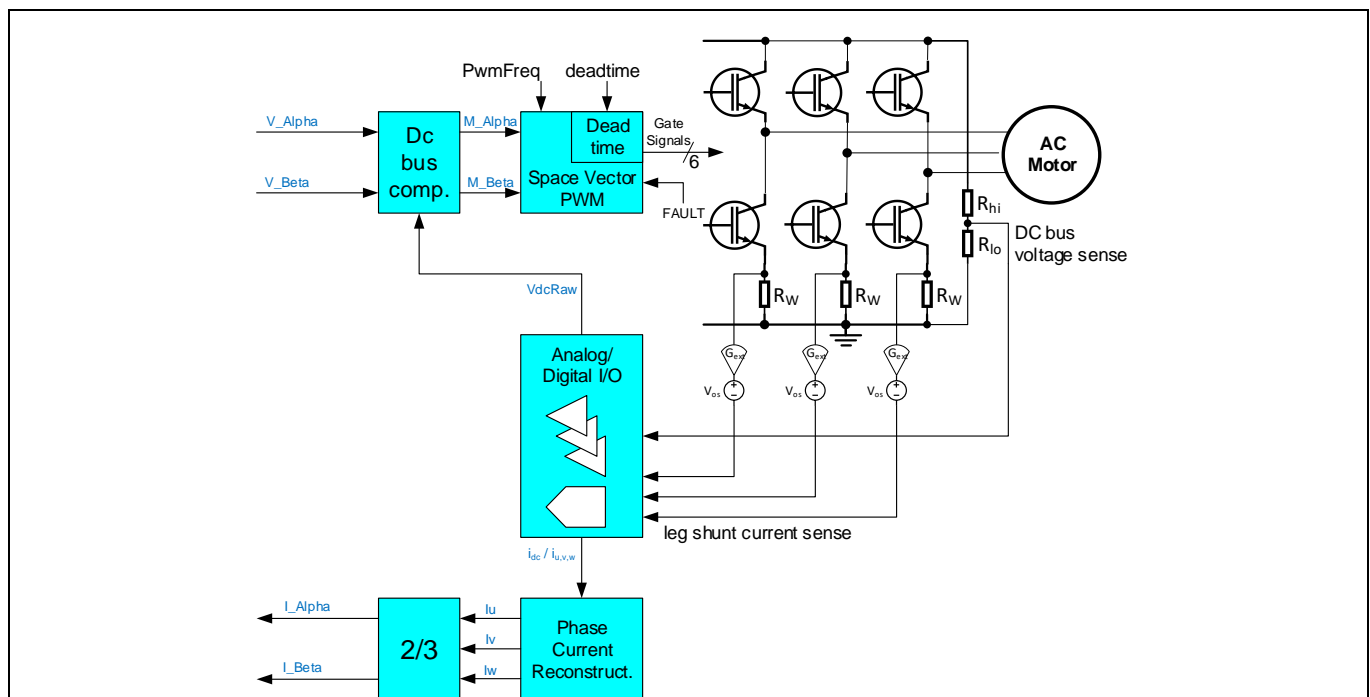 PwmFreq
deadtime
V_Alpha
V_Beta
Dc
bus
comp.
M_Alpha
M_Beta
Dead
time
Space Vector
PWM
Gate
Signals
6
FAULT
AC
Motor
Rhi
Rlo
DC bus
voltage sense
RW
RW
RW
VdcRaw
Analog/
Digital I/O
Gext
Gext
Gext
Vos
Vos
Vos
+
−
+
−
+
−
leg shunt current sense
idc / iu,v,w
I_Alpha
I_Beta
2/3
Iu
Iv
Iw
Phase
Current
Reconstruct.